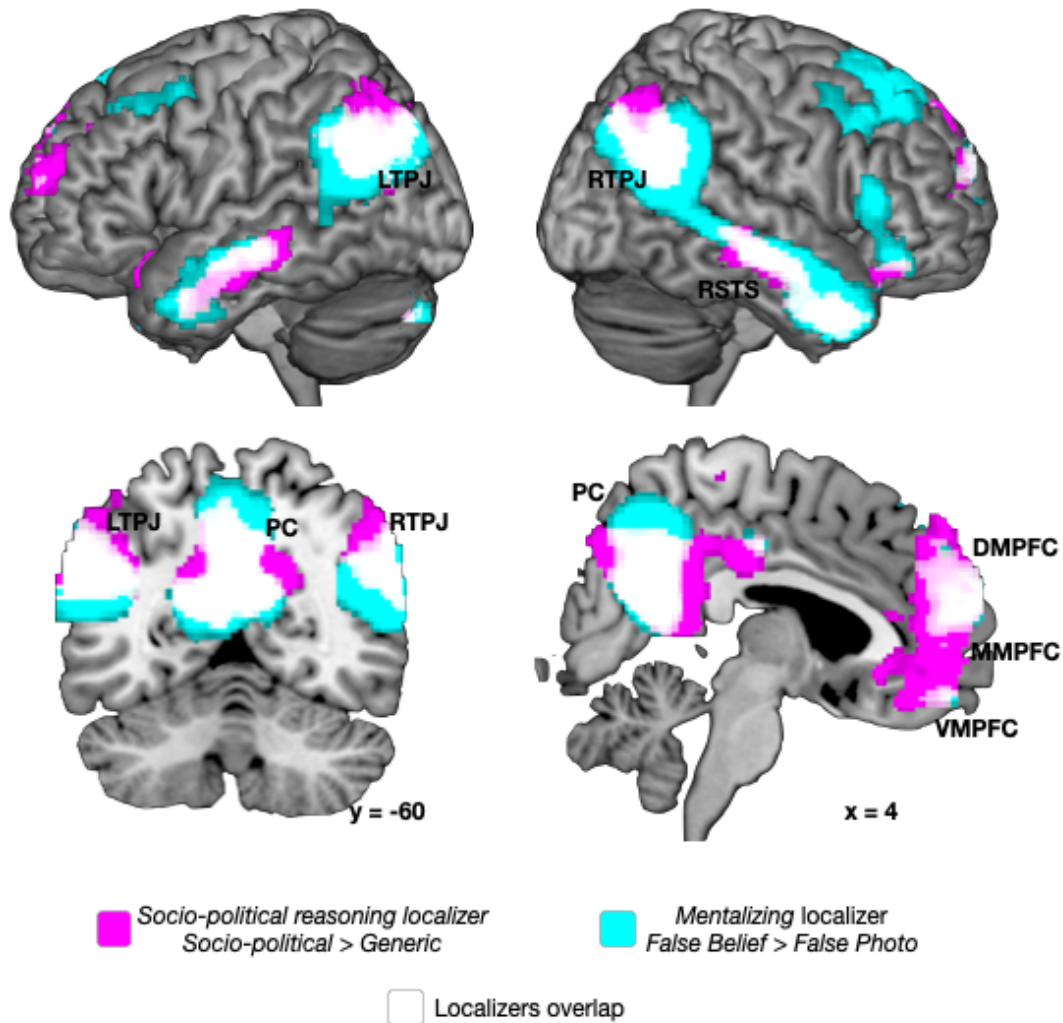 LTPJ
RTPJ
RSTS
LTPJ
PC
RTPJ
y = -60
PC
DMPFC
MMPFC
VMPFC
x = 4
Socio-political reasoning localizer
Socio-political > Generic
Mentalizing localizer
False Belief > False Photo
Localizers overlap